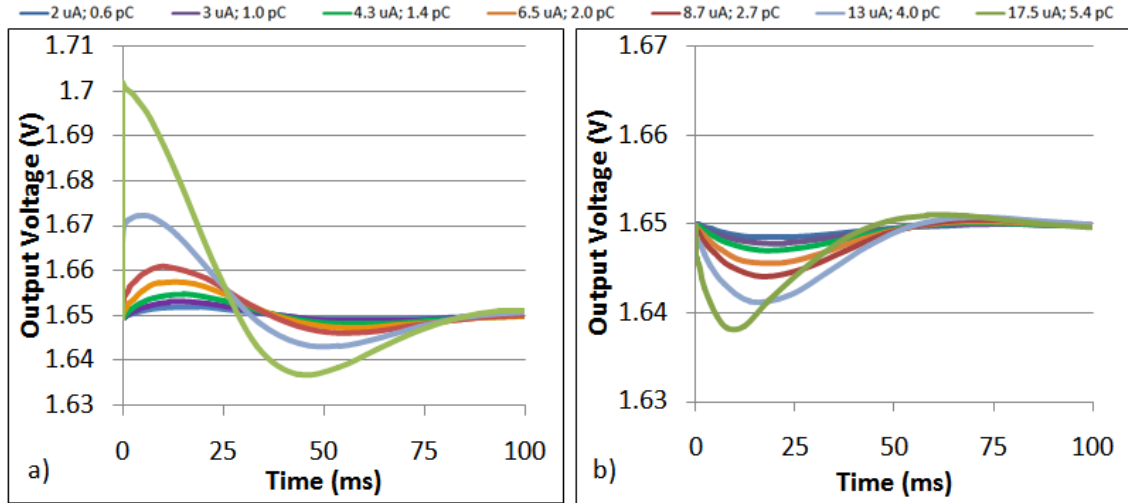 2 uA; 0.6 pC 3 uA; 1.0 pC 4.3 uA; 1.4 pC 6.5 uA; 2.0 pC 8.7 uA; 2.7 pC 13 uA; 4.0 pC 17.5 uA; 5.4 pC
Output Voltage (V)
1.71
1.7
1.69
1.68
1.67
1.66
1.65
1.64
1.63
0 25 50 75 100
Time (ms)
a)
Output Voltage (V)
1.67
1.66
1.650
1.64
1.63
0 25 50 75 100
Time (ms)
b)